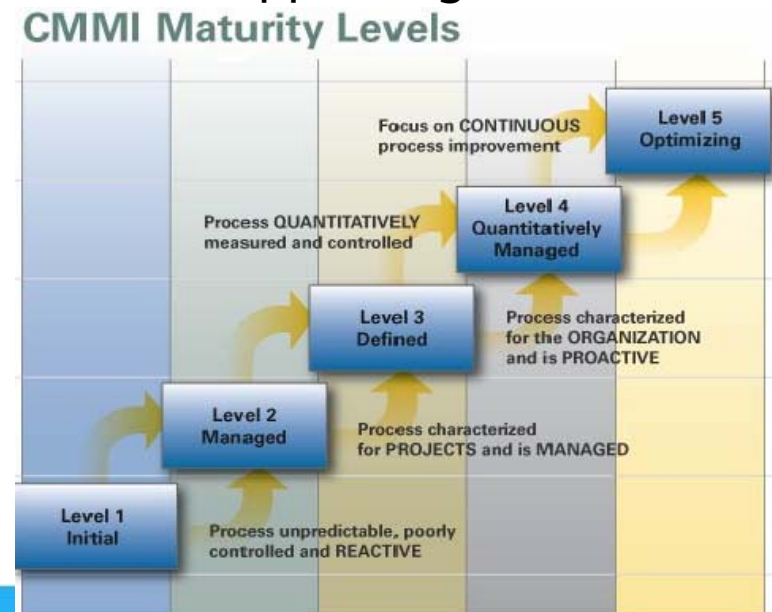 CMMI Maturity Levels
Focus on CONTINUOUS
process improvement
Level 5
Optimizing
Process QUANTITATIVELY
measured and controlled
Level 4
Quantitatively
Managed
Level 3
Defined
Process characterized
for the ORGANIZATION
and is PROACTIVE
Level 2
Managed
Process characterized
for PROJECTS and is MANAGED
Level 1
Initial
Process unpredictable, poorly
controlled and REACTIVE